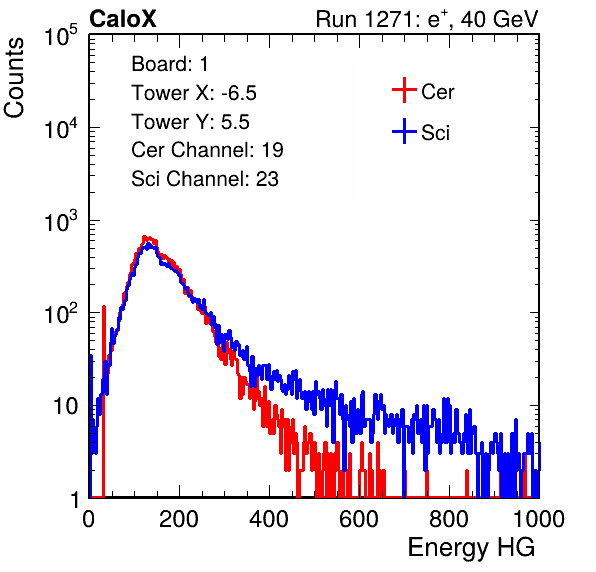 CaloX Run 1271: e⁺, 40 GeV
Counts
10⁵
10⁴
10³
10²
10
1
Board: 1
Tower X: -6.5
Tower Y: 5.5
Cer Channel: 19
Sci Channel: 23
Cer
Sci
0 200 400 600 800 1000
Energy HG